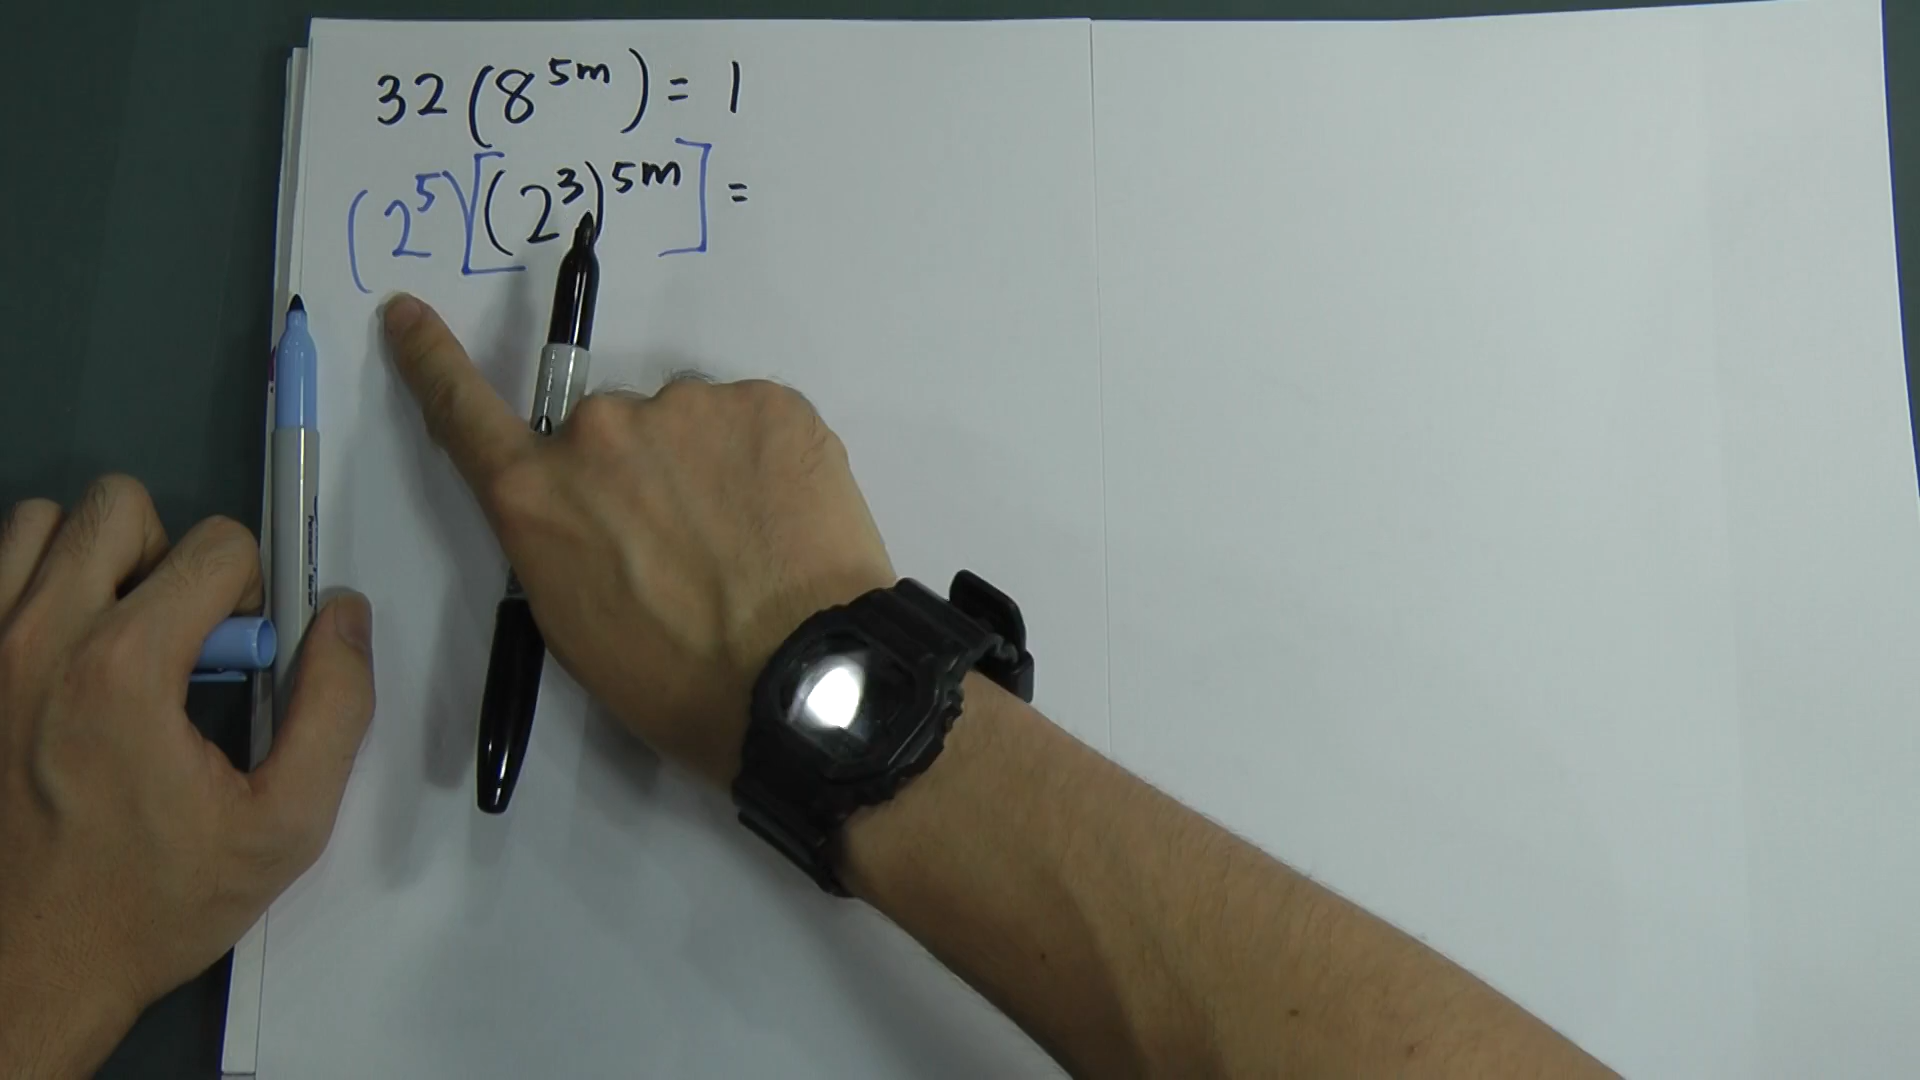 32 (8^{5m}) = 1
(2^5)[(2^3)^{5m}] =